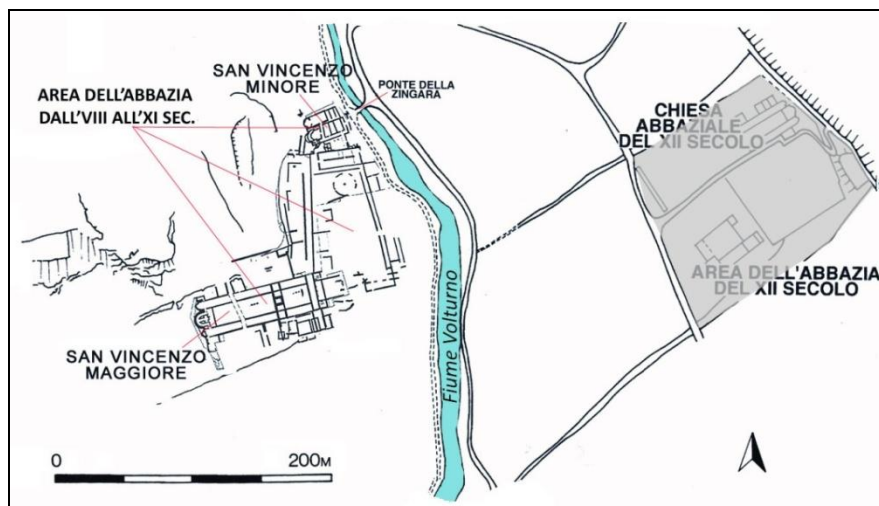 SAN VINCENZO
MINORE
AREA DELL'ABBAZIA
DALL'VIII ALL'XI SEC.
PONTE DELLA
ZINGARA
CHIESA
ABBAZIALE
DEL XII SECOLO
AREA DELL'ABBAZIA
DEL XII SECOLO
Fiume Volturno
SAN VINCENZO
MAGGIORE
0 200M